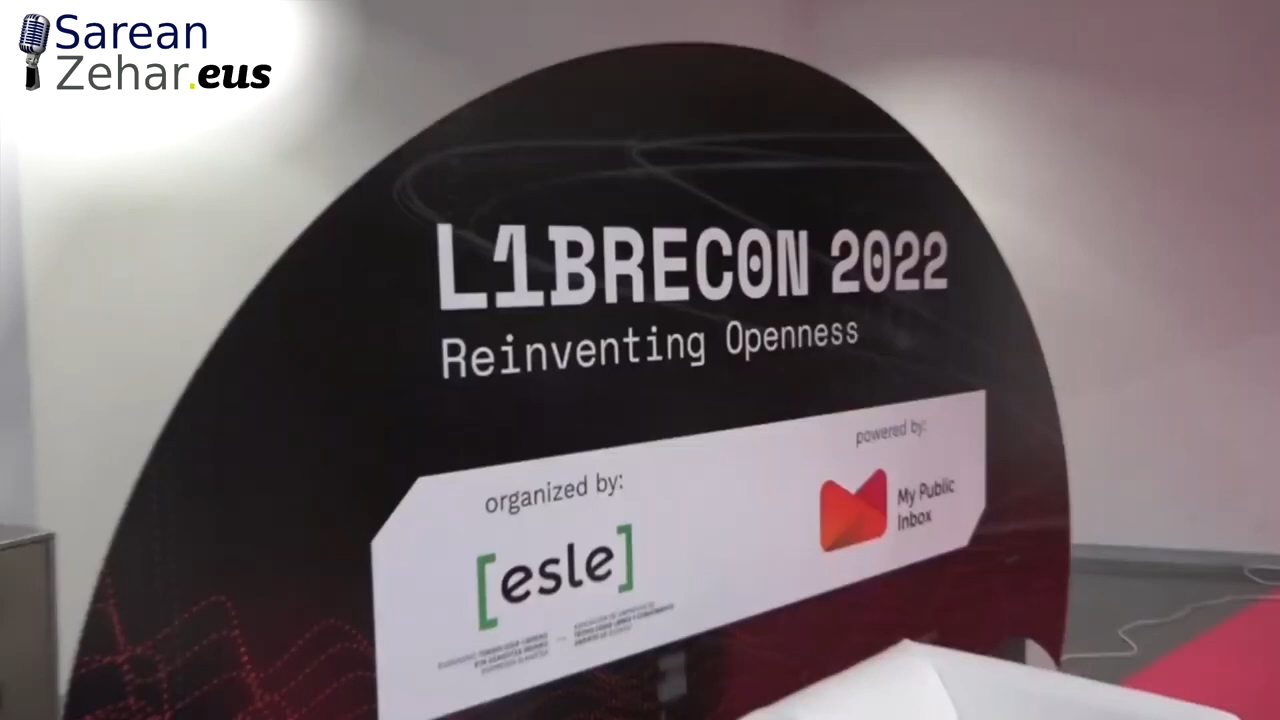 Sarean
Zehar.eus
L1BRECON 2022
Reinventing Openness
powered by:
organized by:
My Public
Inbox
[esle]